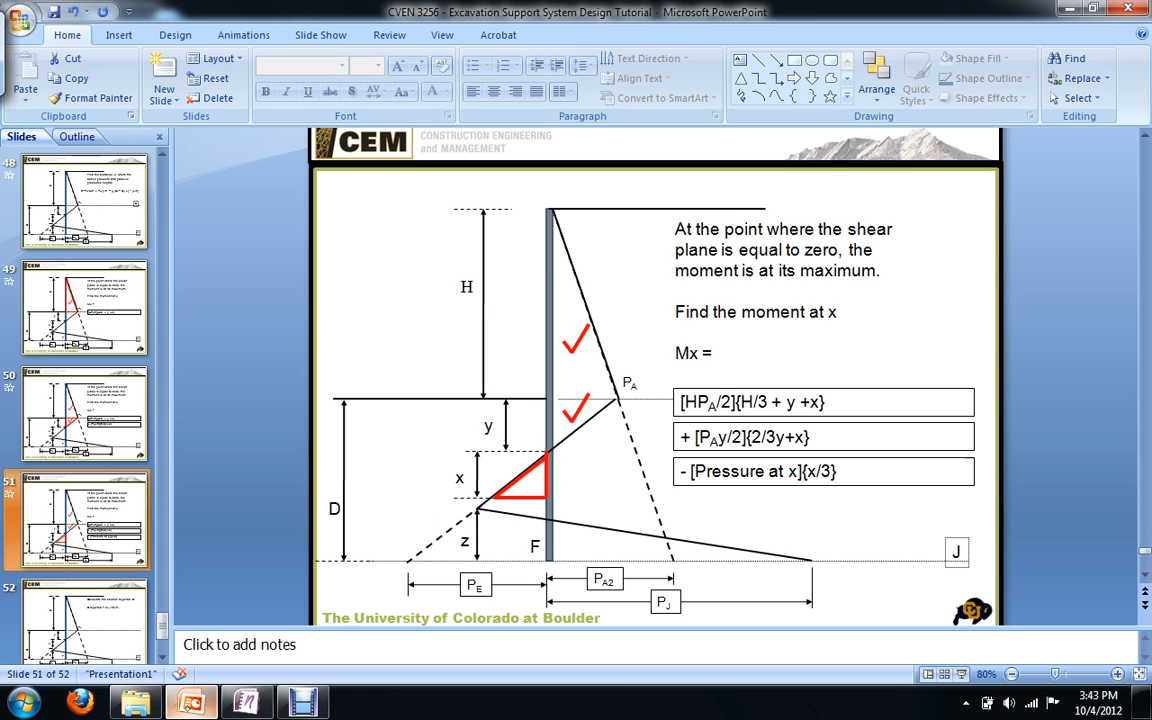 CVEN 3256 - Excavation Support System Design Tutorial - Microsoft PowerPoint
Home Insert Design Animations Slide Show Review View Acrobat
Paste
Cut
Copy
Format Painter
Clipboard
New
Slide
Layout
Reset
Delete
Slides
B I U abc S AV Aa A
Font
Text Direction
Align Text
Convert to SmartArt
Paragraph
Arrange
Quick
Styles
Shape Fill
Shape Outline
Shape Effects
Drawing
Find
Replace
Select
Editing
Slides Outline
48
49
50
51
52
CEM CONSTRUCTION ENGINEERING
and MANAGEMENT
At the point where the shear
plane is equal to zero, the
moment is at its maximum.
Find the moment at x
Mx =
[HPA/2]{H/3 + y +x}
+ [PAy/2]{2/3y+x}
- [Pressure at x]{x/3}
H
PA
y
x
D
z
F
J
PE
PA2
PJ
The University of Colorado at Boulder
Click to add notes
Slide 51 of 52 "Presentation1" 80%
3:43 PM
10/4/2012